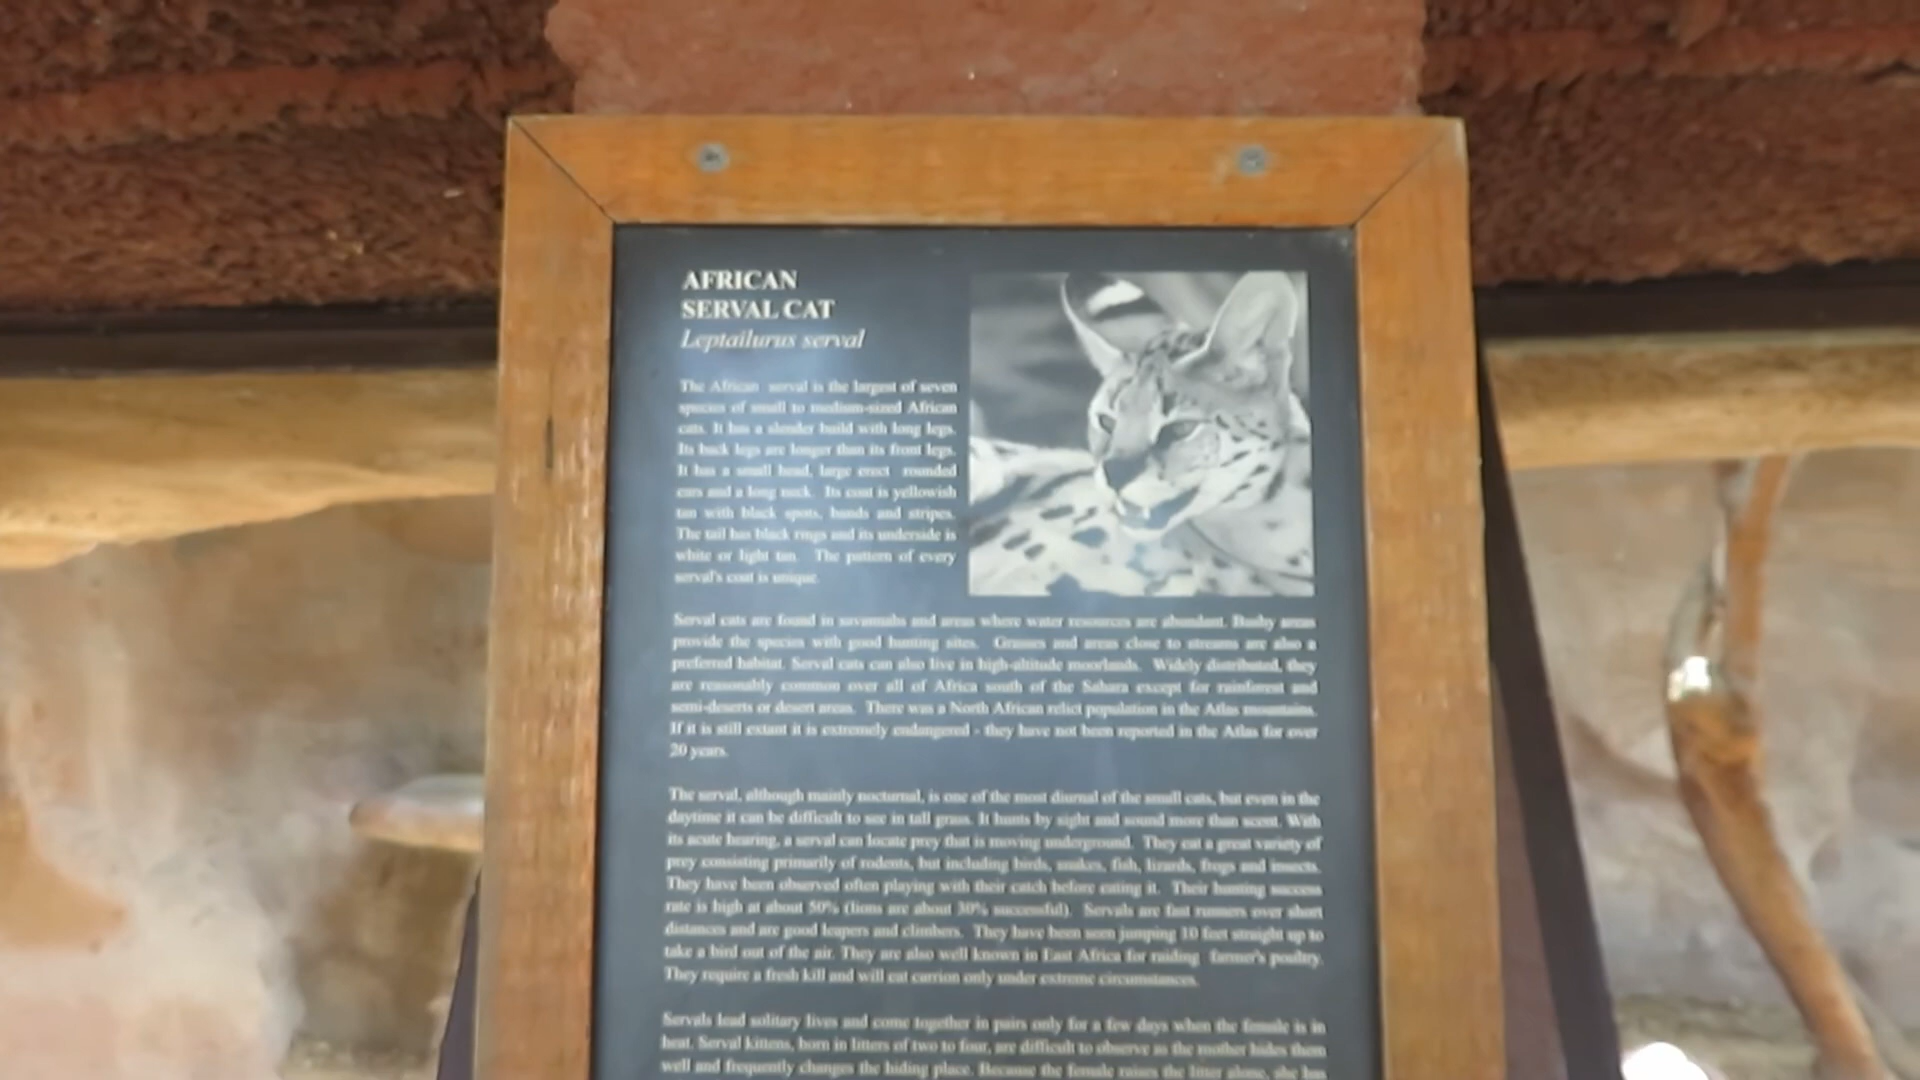 AFRICAN
SERVAL CAT
Leptailurus serval
The African serval is the largest of seven
species of small to medium-sized African
cats. It has a slender build with long legs.
Its back legs are longer than its front legs.
It has a small head, large erect rounded
ears and a long neck. Its coat is yellowish
tan with black spots, bands and stripes.
The tail has black rings and its underside is
white or light tan. The pattern of every
serval's coat is unique.
Serval cats are found in savannahs and areas where water resources are abundant. Bushy areas
provide the species with good hunting sites. Grasses and areas close to streams are also a
preferred habitat. Serval cats can also live in high-altitude moorlands. Widely distributed, they
are reasonably common over all of Africa south of the Sahara except for rainforest and
semi-deserts or desert areas. There was a North African relict population in the Atlas mountains.
If it is still extant it is extremely endangered - they have not been reported in the Atlas for over
20 years.
The serval, although mainly nocturnal, is one of the most diurnal of the small cats, but even in the
daytime it can be difficult to see in tall grass. It hunts by sight and sound more than scent. With
its acute hearing, a serval can locate prey that is moving underground. They eat a great variety of
prey consisting primarily of rodents, but including birds, snakes, fish, lizards, frogs and insects.
They have been observed often playing with their catch before eating it. Their hunting success
rate is high at about 50% (lions are about 30% successful). Servals are fast runners over short
distances and are good leapers and climbers. They have been seen jumping 10 feet straight up to
take a bird out of the air. They are also well known in East Africa for raiding farmer's poultry.
They require a fresh kill and will eat carrion only under extreme circumstances.
Servals lead solitary lives and come together in pairs only for a few days when the female is in
heat. Serval kittens, born in litters of two to four, are difficult to observe as the mother hides them
well and frequently changes the hiding place. Because the female raises the litter alone, she has